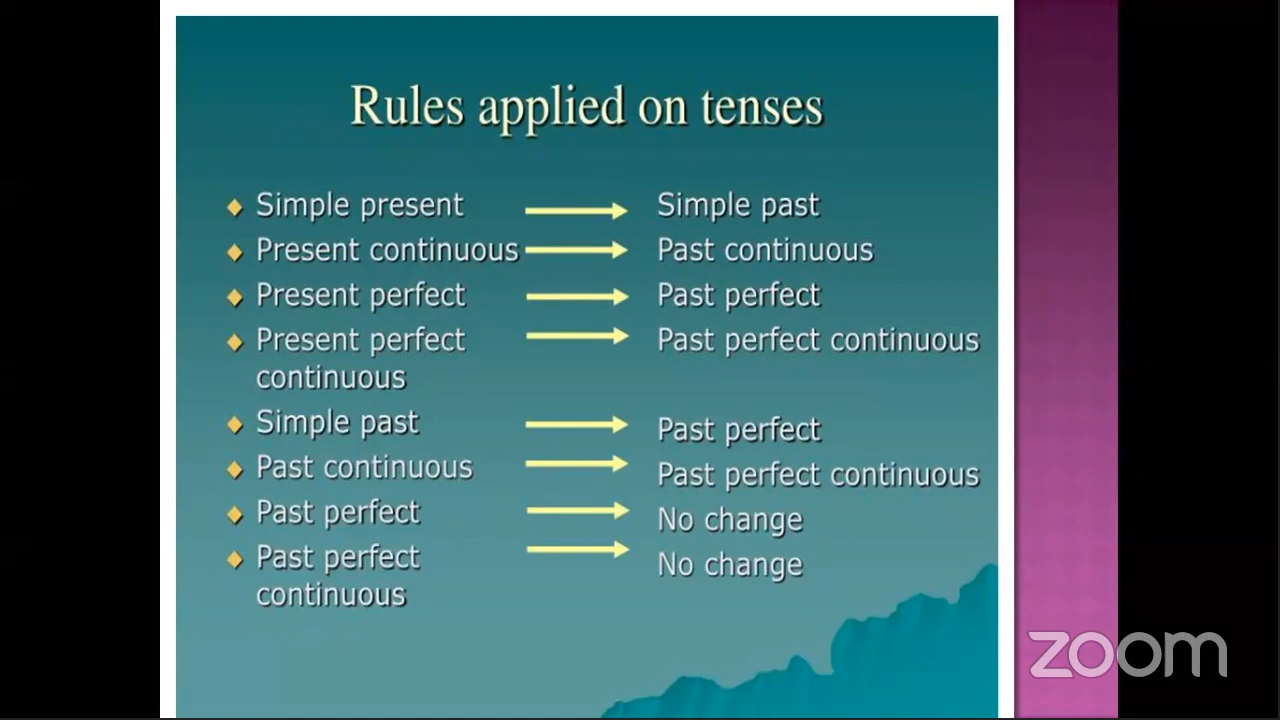 Rules applied on tenses
Simple present Simple past
Present continuous Past continuous
Present perfect Past perfect
Present perfect Past perfect continuous
continuous
Simple past Past perfect
Past continuous Past perfect continuous
Past perfect No change
Past perfect No change
continuous
zoom